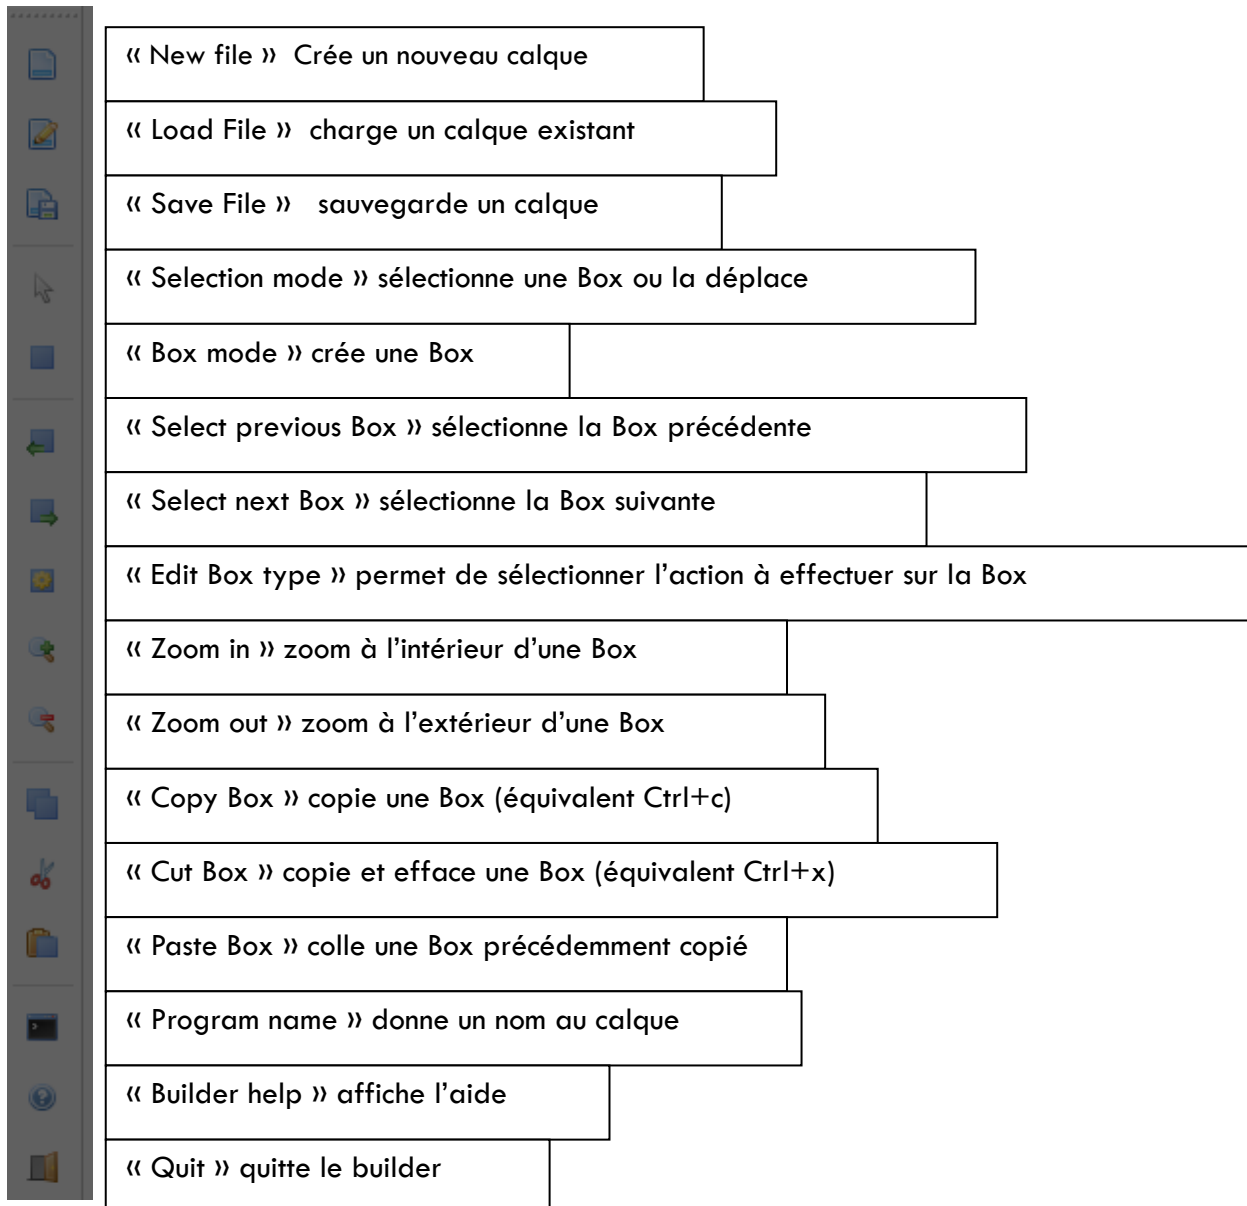 « New file »  Crée un nouveau calque
« Load File »  charge un calque existant
« Save File »   sauvegarde un calque
« Selection mode » sélectionne une Box ou la déplace
« Box mode » crée une Box
« Select previous Box » sélectionne la Box précédente
« Select next Box » sélectionne la Box suivante
« Edit Box type » permet de sélectionner l’action à effectuer sur la Box
« Zoom in » zoom à l’intérieur d’une Box
« Zoom out » zoom à l’extérieur d’une Box
« Copy Box » copie une Box (équivalent Ctrl+c)
« Cut Box » copie et efface une Box (équivalent Ctrl+x)
« Paste Box » colle une Box précédemment copié
« Program name » donne un nom au calque
« Builder help » affiche l’aide
« Quit » quitte le builder